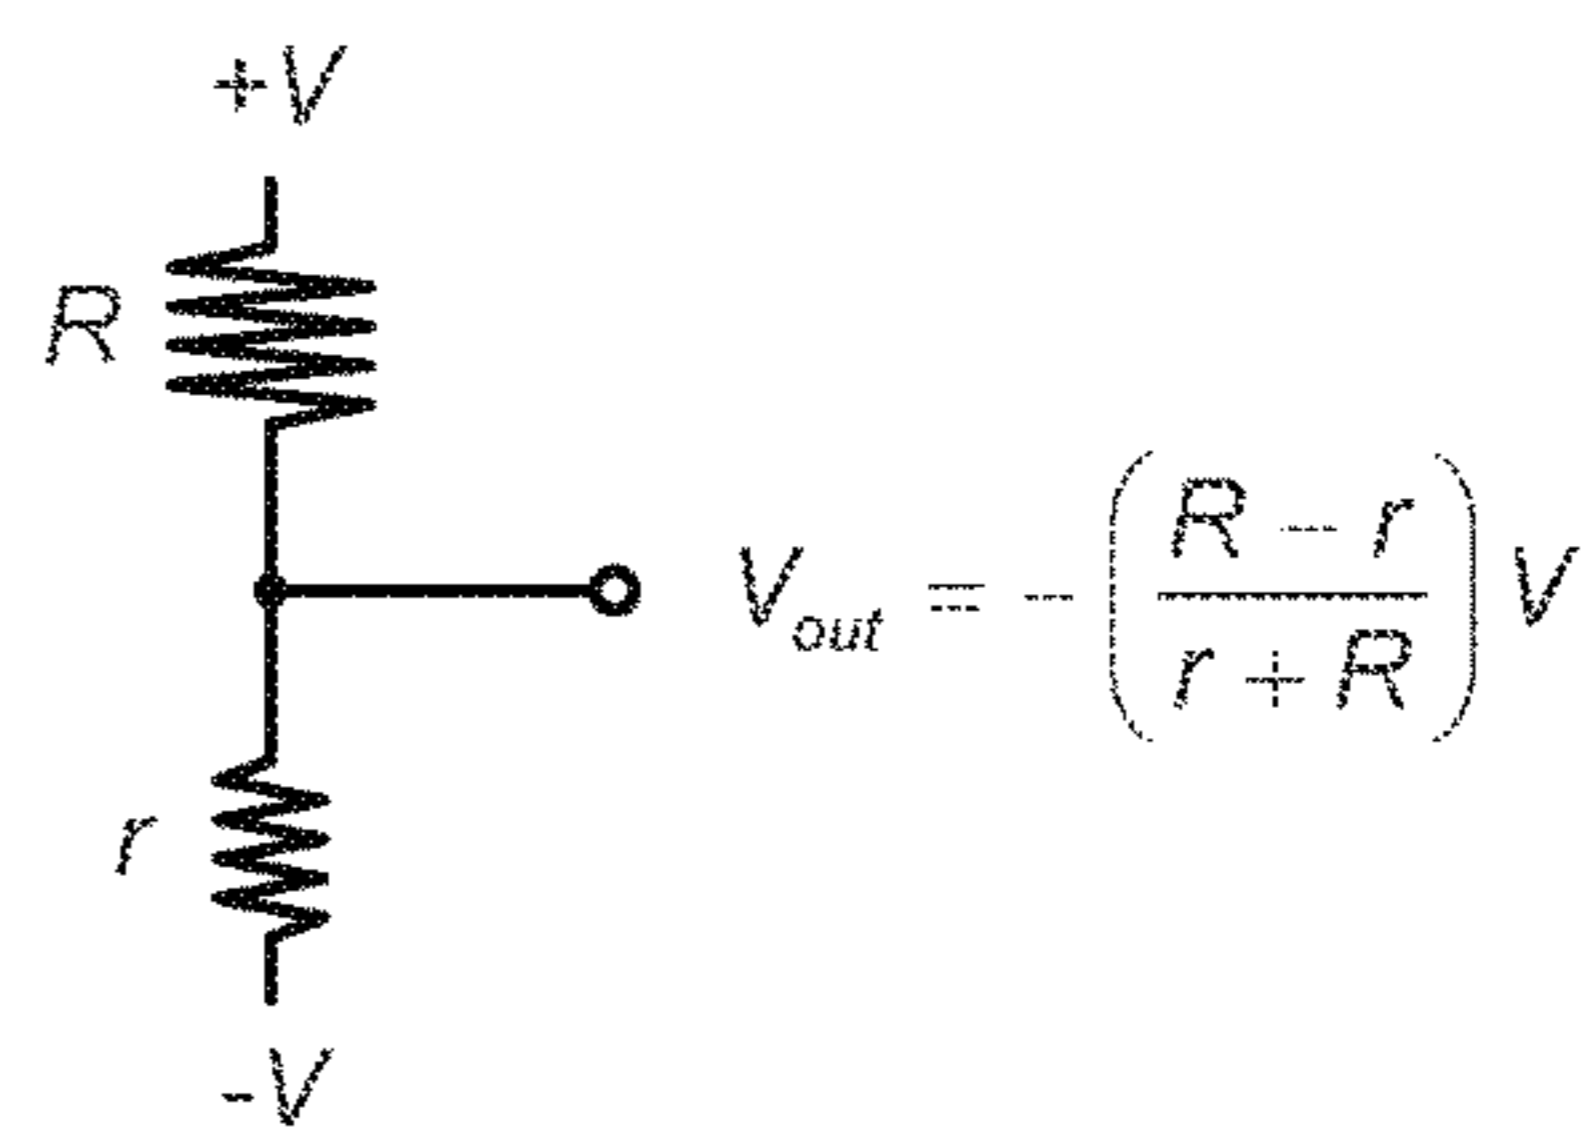 +V
R
V_out = -((R - r)/(r + R)) V
r
-V